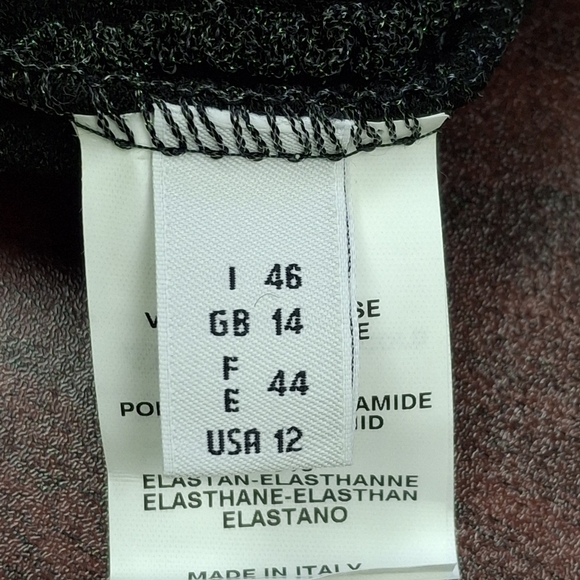 I 46
GB 14
F
E 44
USA 12
ELASTAN-ELASTHANNE
ELASTHANE-ELASTHAN
ELASTANO
MADE IN ITALY